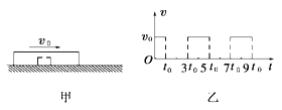 v₀
v
v₀
O
t₀ 3t₀ 5t₀ 7t₀ 9t₀ t
甲
乙